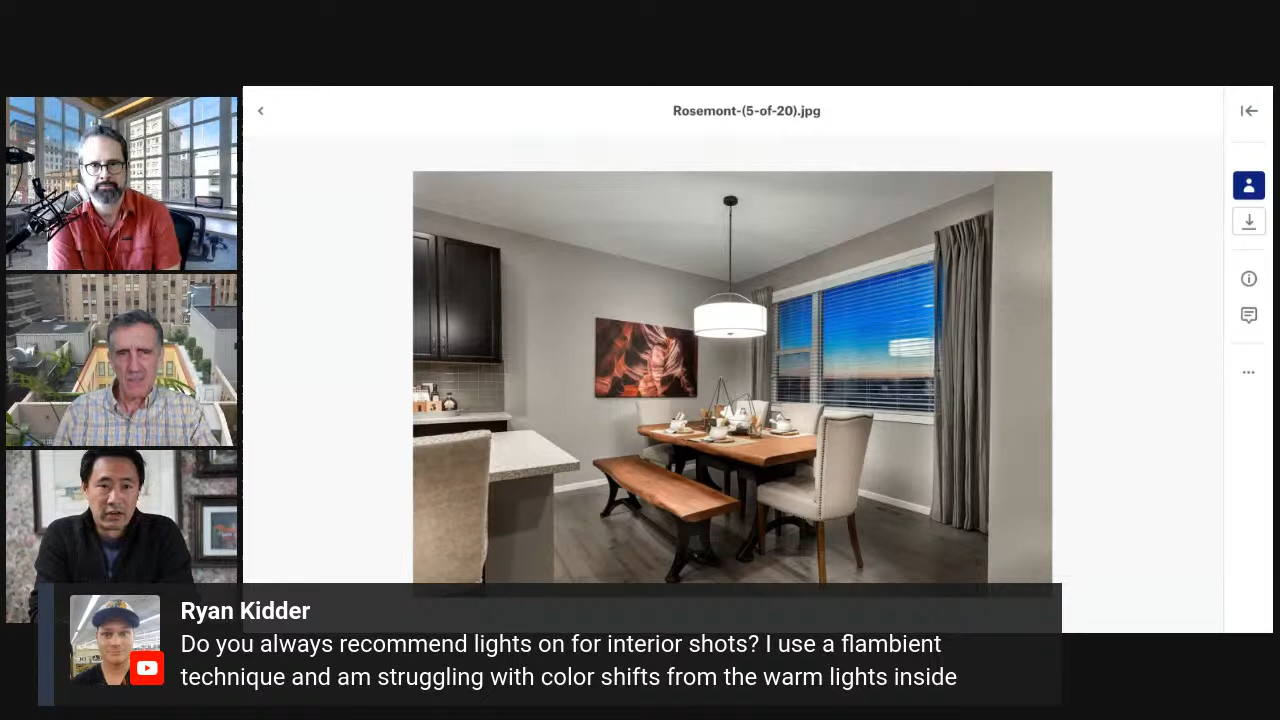 Rosemont-(5-of-20).jpg
Ryan Kidder
Do you always recommend lights on for interior shots? I use a flambient
technique and am struggling with color shifts from the warm lights inside